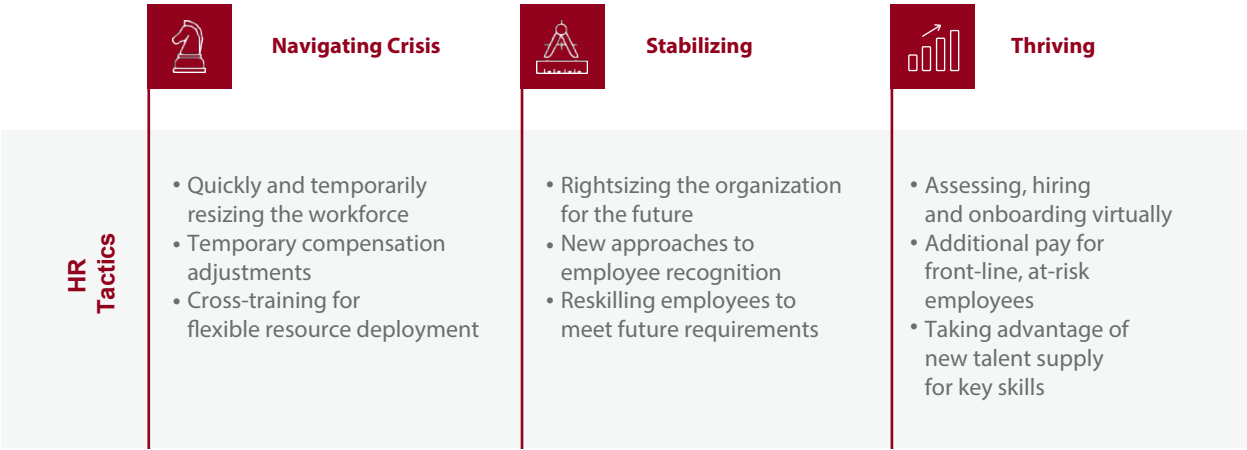 Navigating Crisis
Stabilizing
Thriving
HR
Tactics
• Quickly and temporarily
resizing the workforce
• Temporary compensation
adjustments
• Cross-training for
flexible resource deployment
• Rightsizing the organization
for the future
• New approaches to
employee recognition
• Reskilling employees to
meet future requirements
• Assessing, hiring
and onboarding virtually
• Additional pay for
front-line, at-risk
employees
• Taking advantage of
new talent supply
for key skills